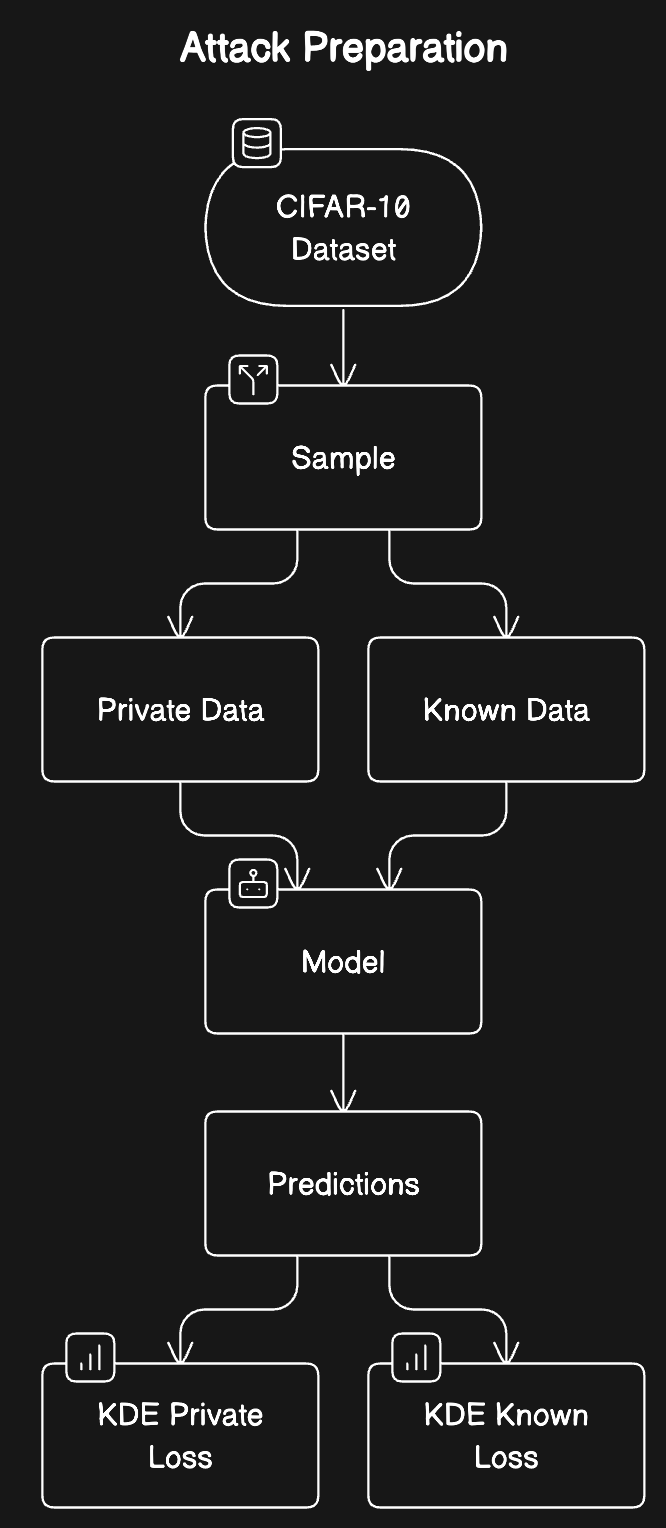 Attack Preparation
CIFAR-10
Dataset
Sample
Private Data
Known Data
Model
Predictions
KDE Private
Loss
KDE Known
Loss